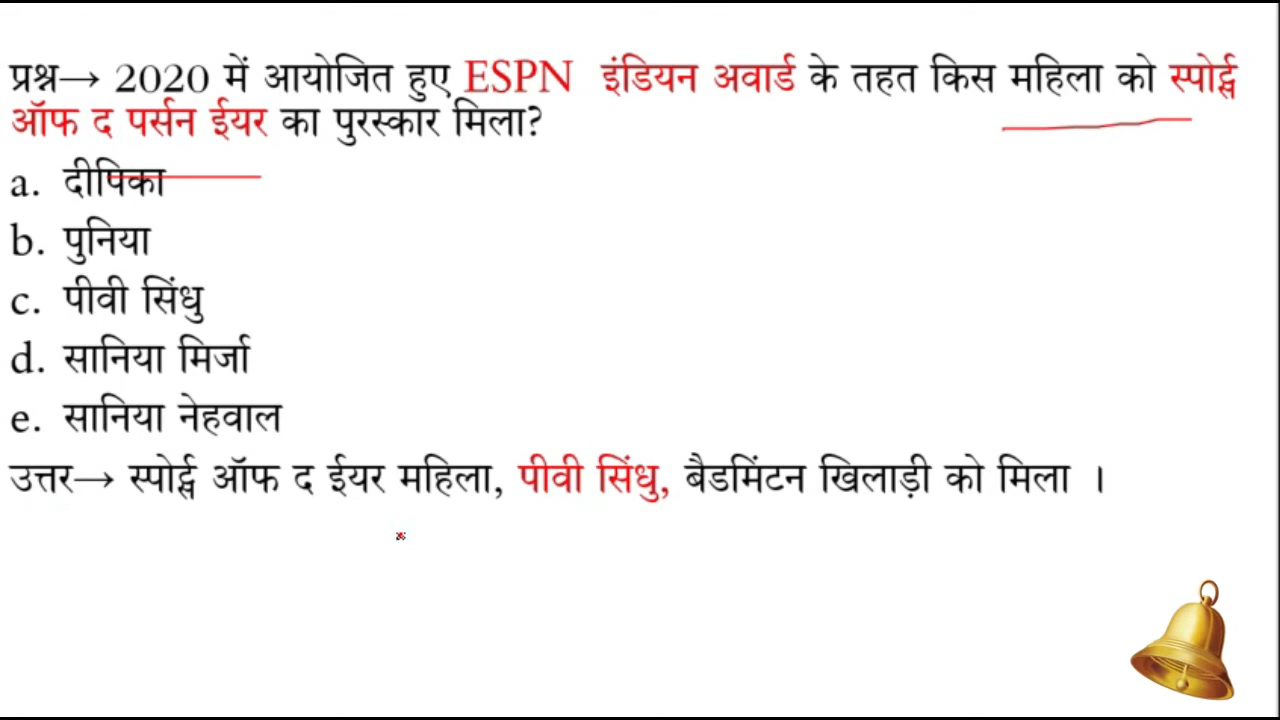 प्रश्न→ 2020 में आयोजित हुए ESPN इंडियन अवार्ड के तहत किस महिला को स्पोर्ट्स
ऑफ द पर्सन ईयर का पुरस्कार मिला?
a. दीपिका
b. पुनिया
c. पीवी सिंधु
d. सानिया मिर्जा
e. सानिया नेहवाल
उत्तर→ स्पोर्ट्स ऑफ द ईयर महिला, पीवी सिंधु, बैडमिंटन खिलाड़ी को मिला ।